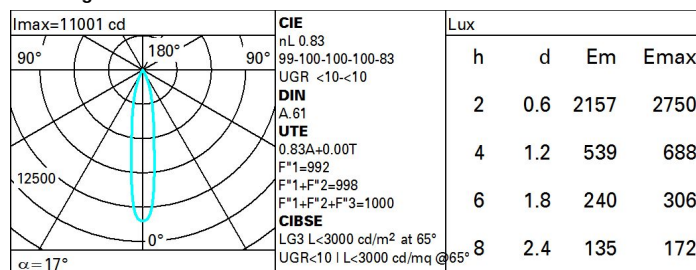 Imax=11001 cd
90° 180° 90°
12500
0°
α=17°
CIE
nL 0.83
99-100-100-100-83
UGR <10-<10
DIN
A.61
UTE
0.83A+0.00T
F"1=992
F"1+F"2=998
F"1+F"2+F"3=1000
CIBSE
LG3 L<3000 cd/m² at 65°
UGR<10 | L<3000 cd/mq @65°
Lux
h d Em Emax
2 0.6 2157 2750
4 1.2 539 688
6 1.8 240 306
8 2.4 135 172